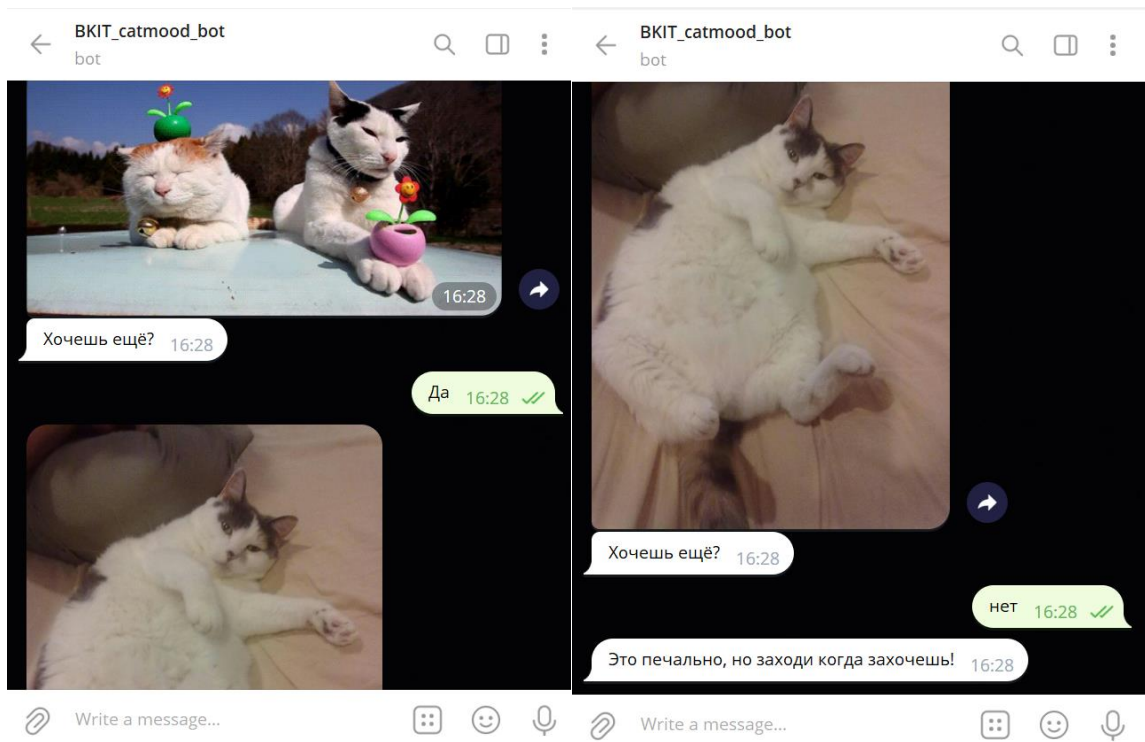 BKIT_catmood_bot
bot
16:28
Хочешь ещё? 16:28
Да 16:28
Write a message...
BKIT_catmood_bot
bot
Хочешь ещё? 16:28
нет 16:28
Это печально, но заходи когда захочешь! 16:28
Write a message...